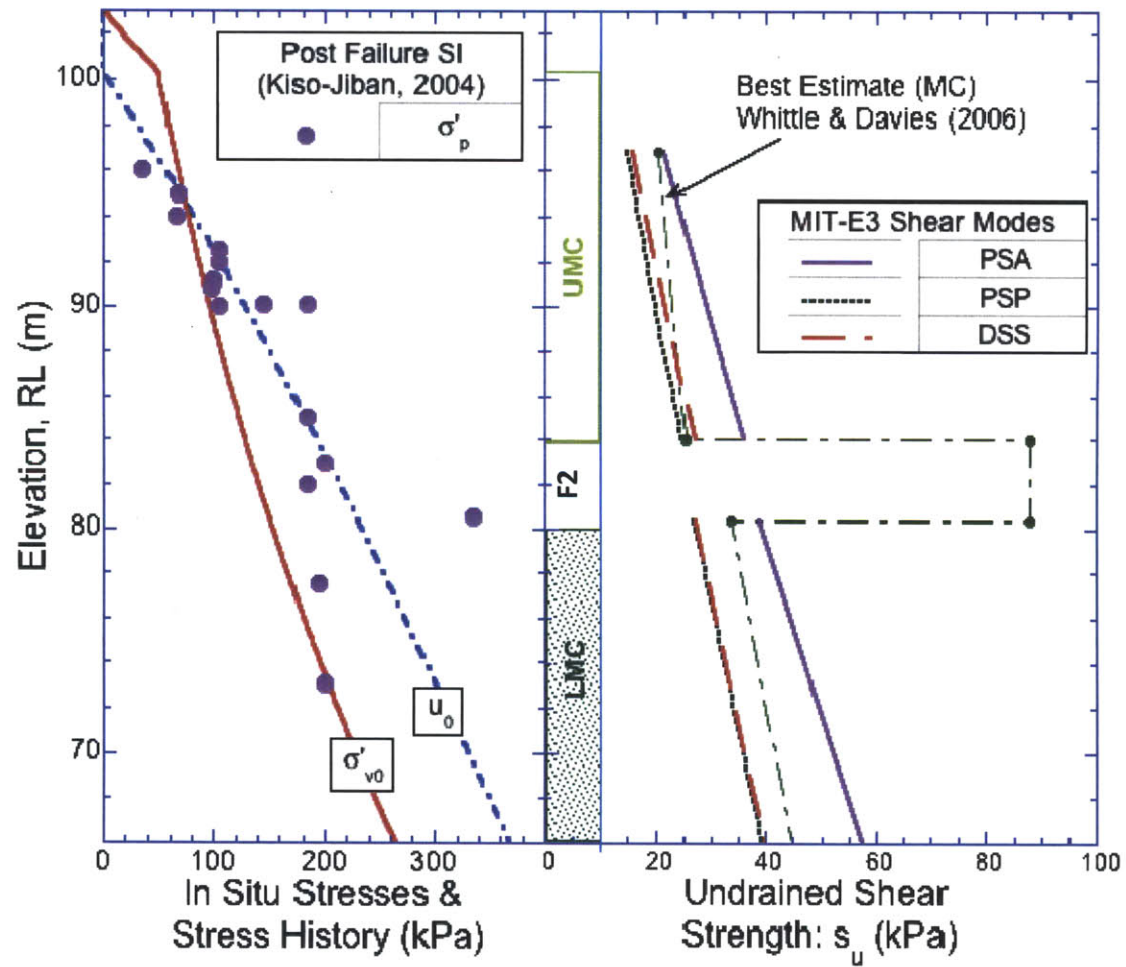 Post Failure SI
(Kiso-Jiban, 2004)
σ'p
Best Estimate (MC)
Whittle & Davies (2006)
MIT-E3 Shear Modes
PSA
PSP
DSS
Elevation, RL (m)
100
90
80
70
UMC
F2
LMC
u0
σ'v0
0
100
200
300
0
20
40
60
80
100
In Situ Stresses &
Stress History (kPa)
Undrained Shear
Strength: su (kPa)